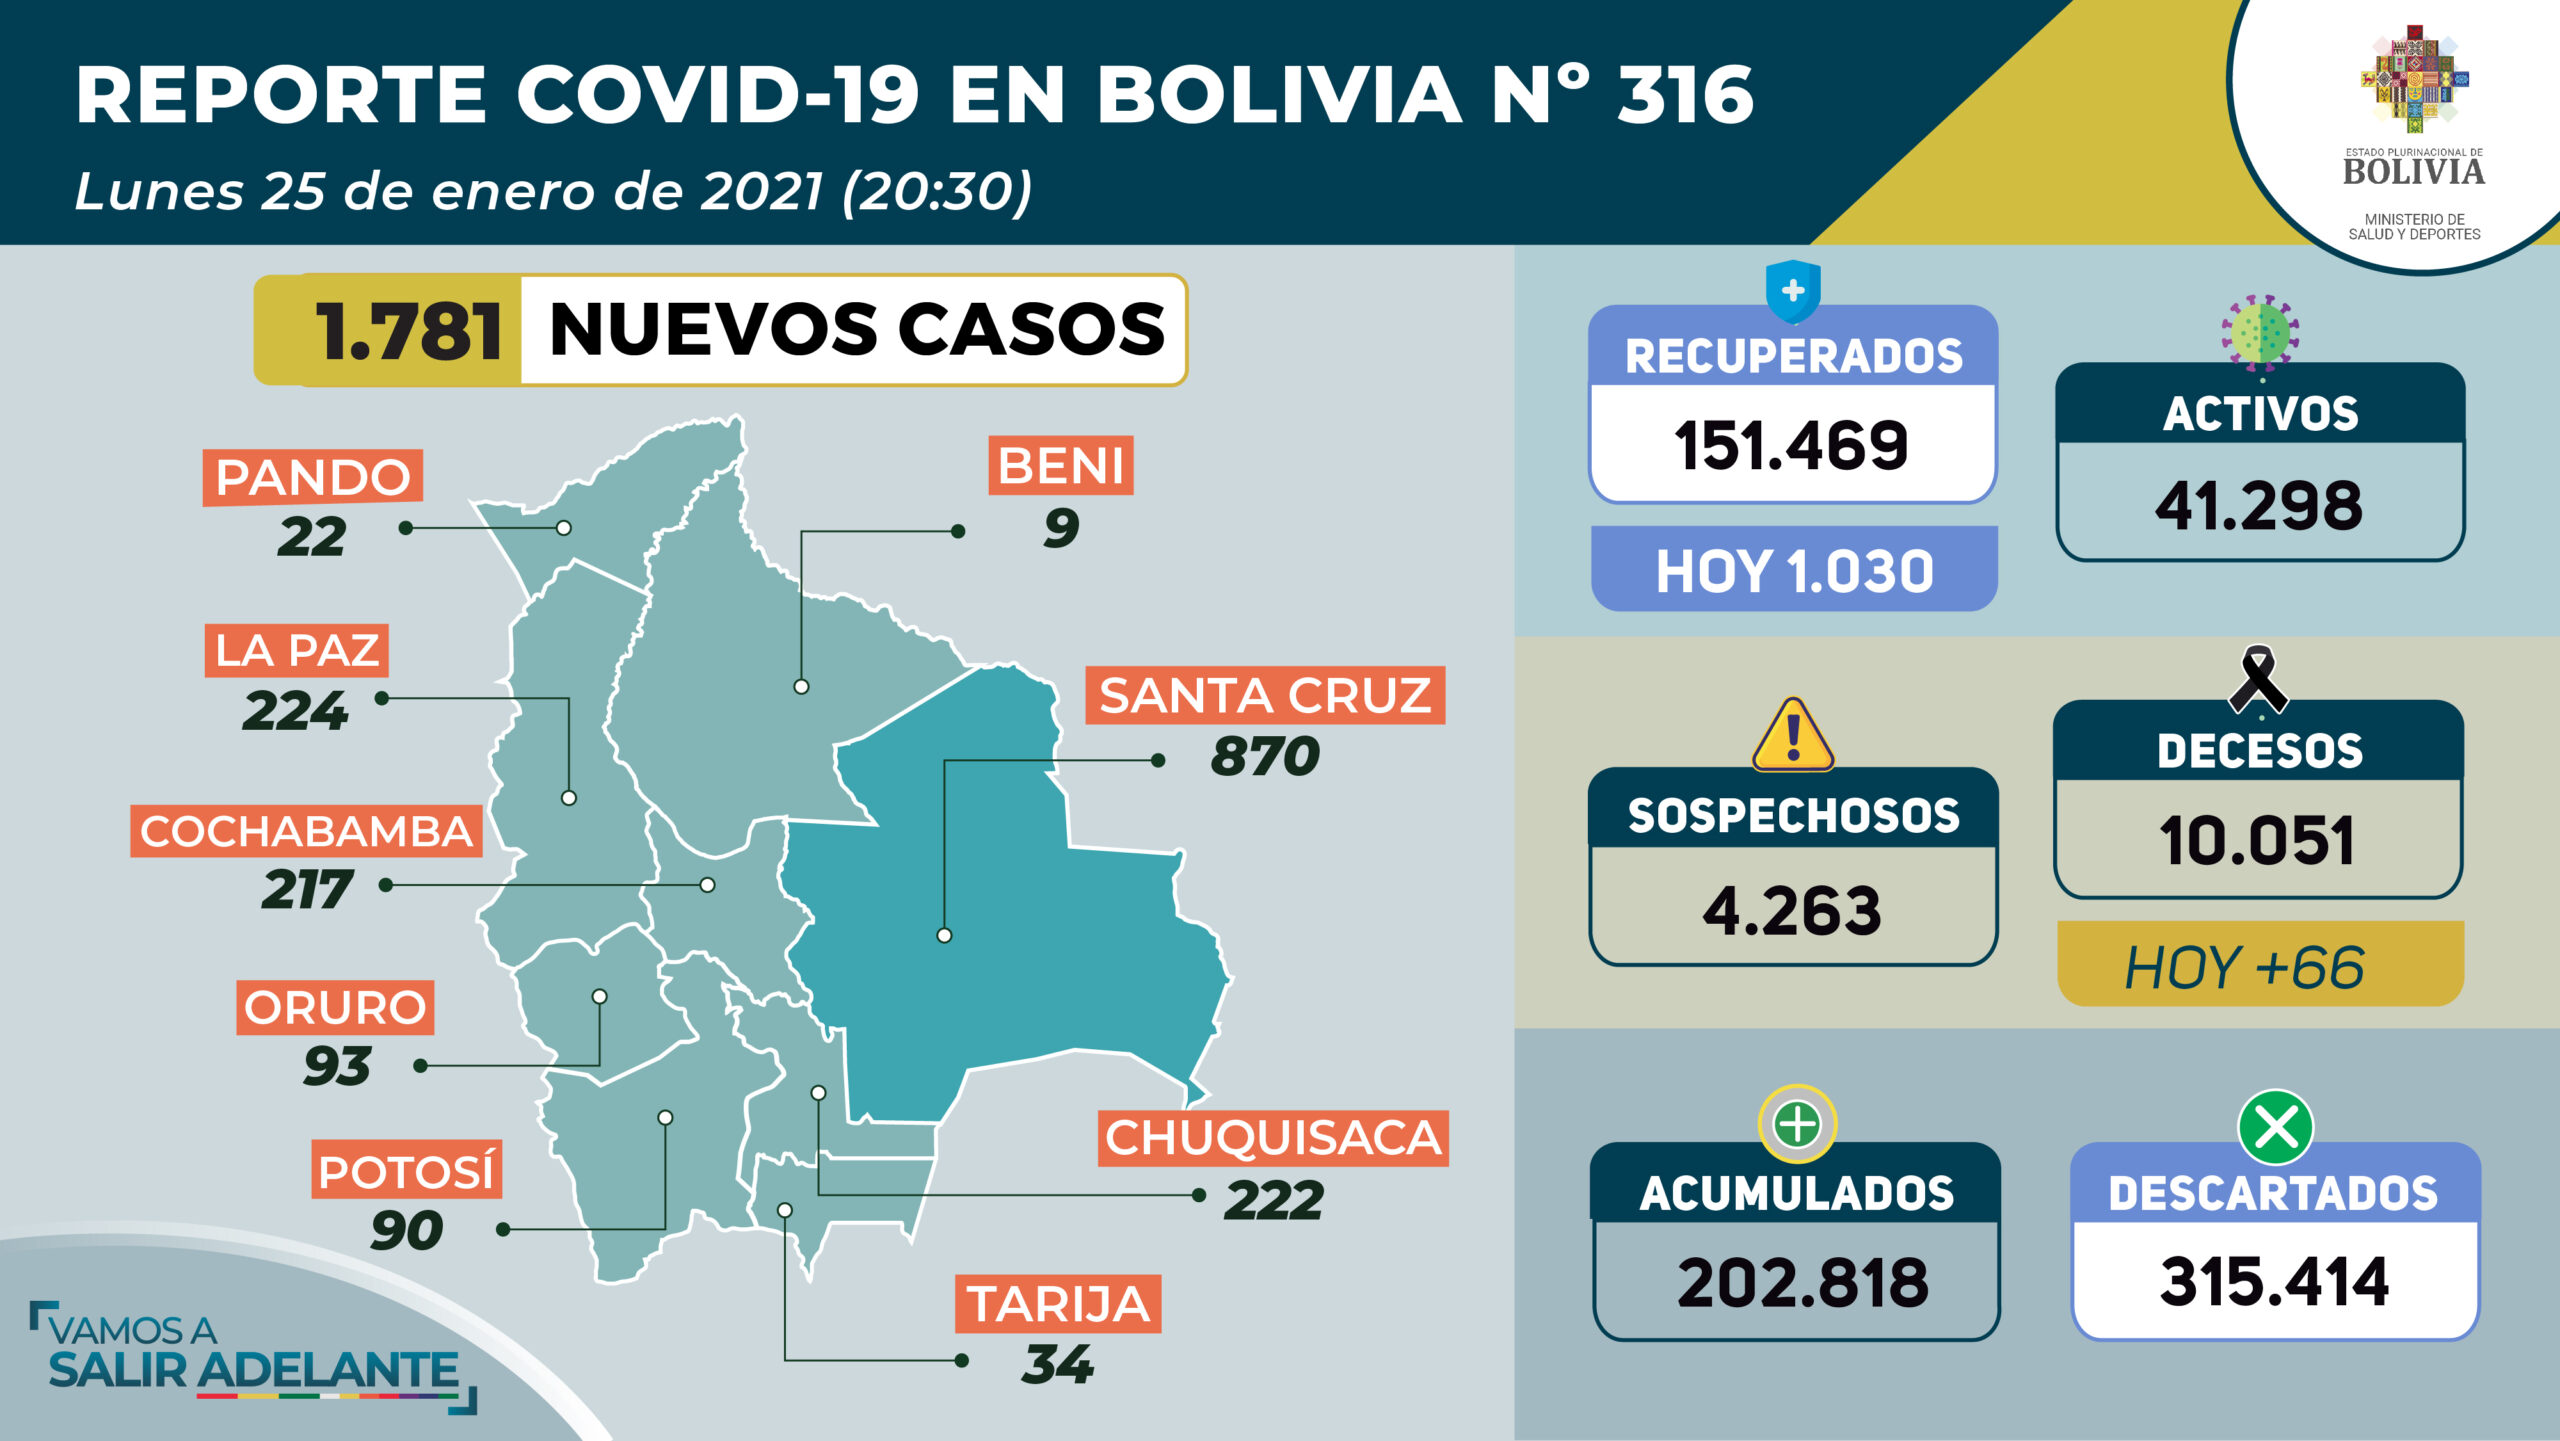 REPORTE COVID-19 EN BOLIVIA Nº 316
Lunes 25 de enero de 2021 (20:30)
ESTADO PLURINACIONAL DE
BOLIVIA
MINISTERIO DE
SALUD Y DEPORTES
1.781 NUEVOS CASOS
PANDO
22
BENI
9
LA PAZ
224
SANTA CRUZ
870
COCHABAMBA
217
ORURO
93
CHUQUISACA
222
POTOSÍ
90
TARIJA
34
VAMOS A
SALIR ADELANTE
RECUPERADOS
151.469
HOY 1.030
ACTIVOS
41.298
SOSPECHOSOS
4.263
DECESOS
10.051
HOY +66
ACUMULADOS
202.818
DESCARTADOS
315.414